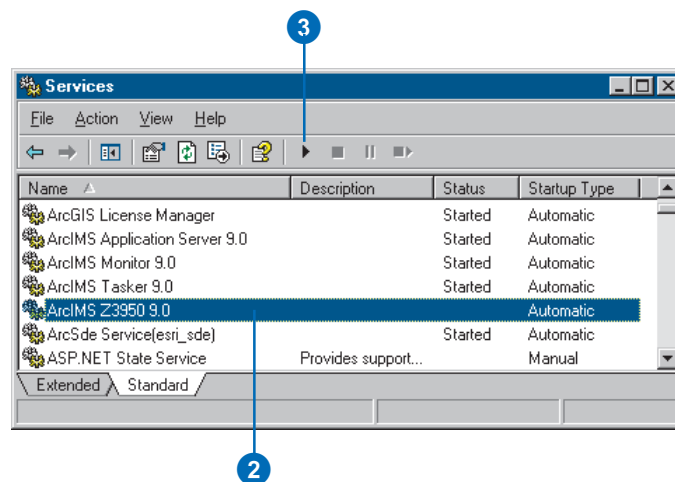 3
Services
File Action View Help
Name Description Status Startup Type
ArcGIS License Manager Started Automatic
ArcIMS Application Server 9.0 Started Automatic
ArcIMS Monitor 9.0 Started Automatic
ArcIMS Tasker 9.0 Started Automatic
ArcIMS Z3950 9.0 Automatic
ArcSde Service(esri_sde) Started Automatic
ASP.NET State Service Provides support... Manual
Extended Standard
2